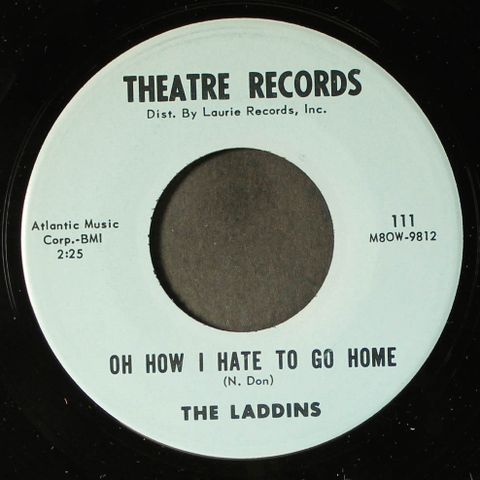 THEATRE RECORDS
Dist. By Laurie Records, Inc.
Atlantic Music
Corp.-BMI
2:25
111
M8OW-9812
OH HOW I HATE TO GO HOME
(N. Don)
THE LADDINS